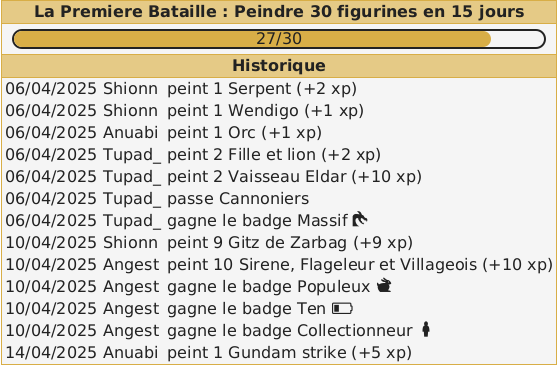 La Premiere Bataille : Peindre 30 figurines en 15 jours
27/30
Historique
06/04/2025 Shionn peint 1 Serpent (+2 xp)
06/04/2025 Shionn peint 1 Wendigo (+1 xp)
06/04/2025 Anuabi peint 1 Orc (+1 xp)
06/04/2025 Tupad_ peint 2 Fille et lion (+2 xp)
06/04/2025 Tupad_ peint 2 Vaisseau Eldar (+10 xp)
06/04/2025 Tupad_ passe Cannoniers
06/04/2025 Tupad_ gagne le badge Massif
10/04/2025 Shionn peint 9 Gitz de Zarbag (+9 xp)
10/04/2025 Angest peint 10 Sirene, Flageleur et Villageois (+10 xp)
10/04/2025 Angest gagne le badge Populeux
10/04/2025 Angest gagne le badge Ten
10/04/2025 Angest gagne le badge Collectionneur
14/04/2025 Anuabi peint 1 Gundam strike (+5 xp)